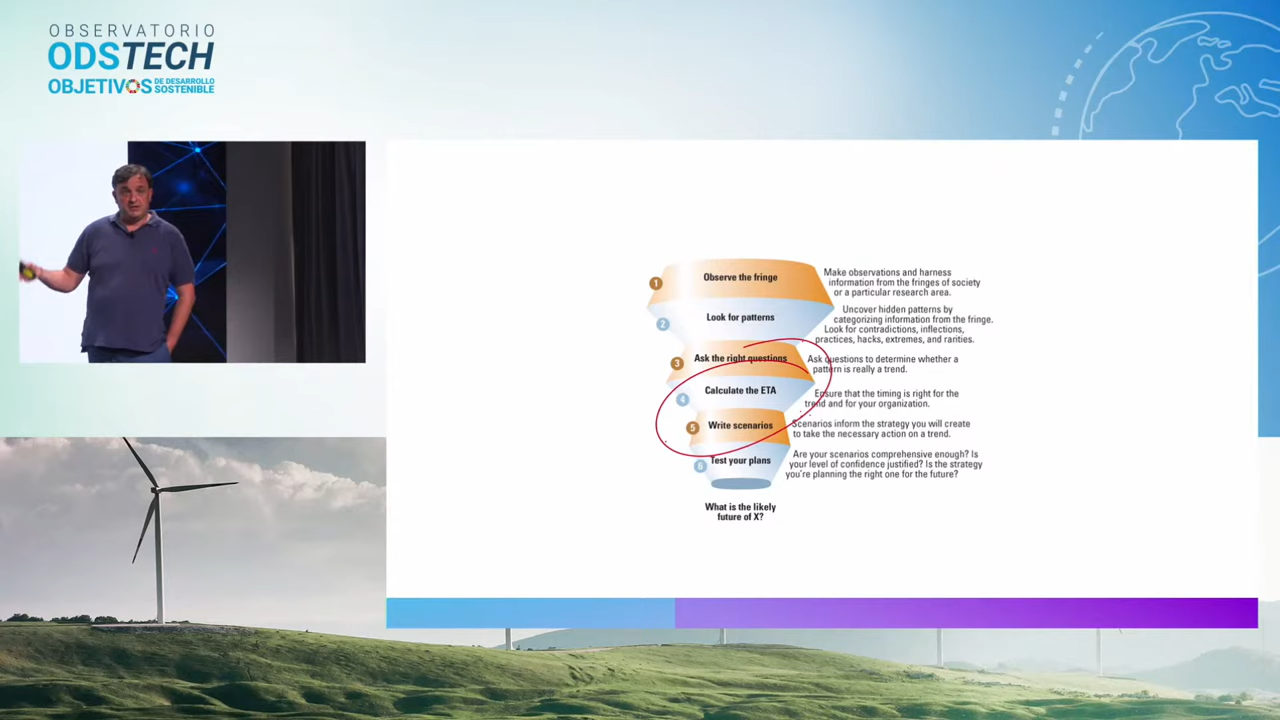 OBSERVATORIO
ODSTECH
OBJETIVOS DE DESARROLLO SOSTENIBLE
1 Observe the fringe
Make observations and harness
information from the fringes of society
or a particular research area.
2 Look for patterns
Uncover hidden patterns by
categorizing information from the fringe.
Look for contradictions, inflections,
practices, hacks, extremes, and rarities.
3 Ask the right questions
Ask questions to determine whether a
pattern is really a trend.
4 Calculate the ETA
Ensure that the timing is right for the
trend and for your organization.
5 Write scenarios
Scenarios inform the strategy you will create
to take the necessary action on a trend.
6 Test your plans
Are your scenarios comprehensive enough? Is
your level of confidence justified? Is the strategy
you're planning the right one for the future?
What is the likely
future of X?